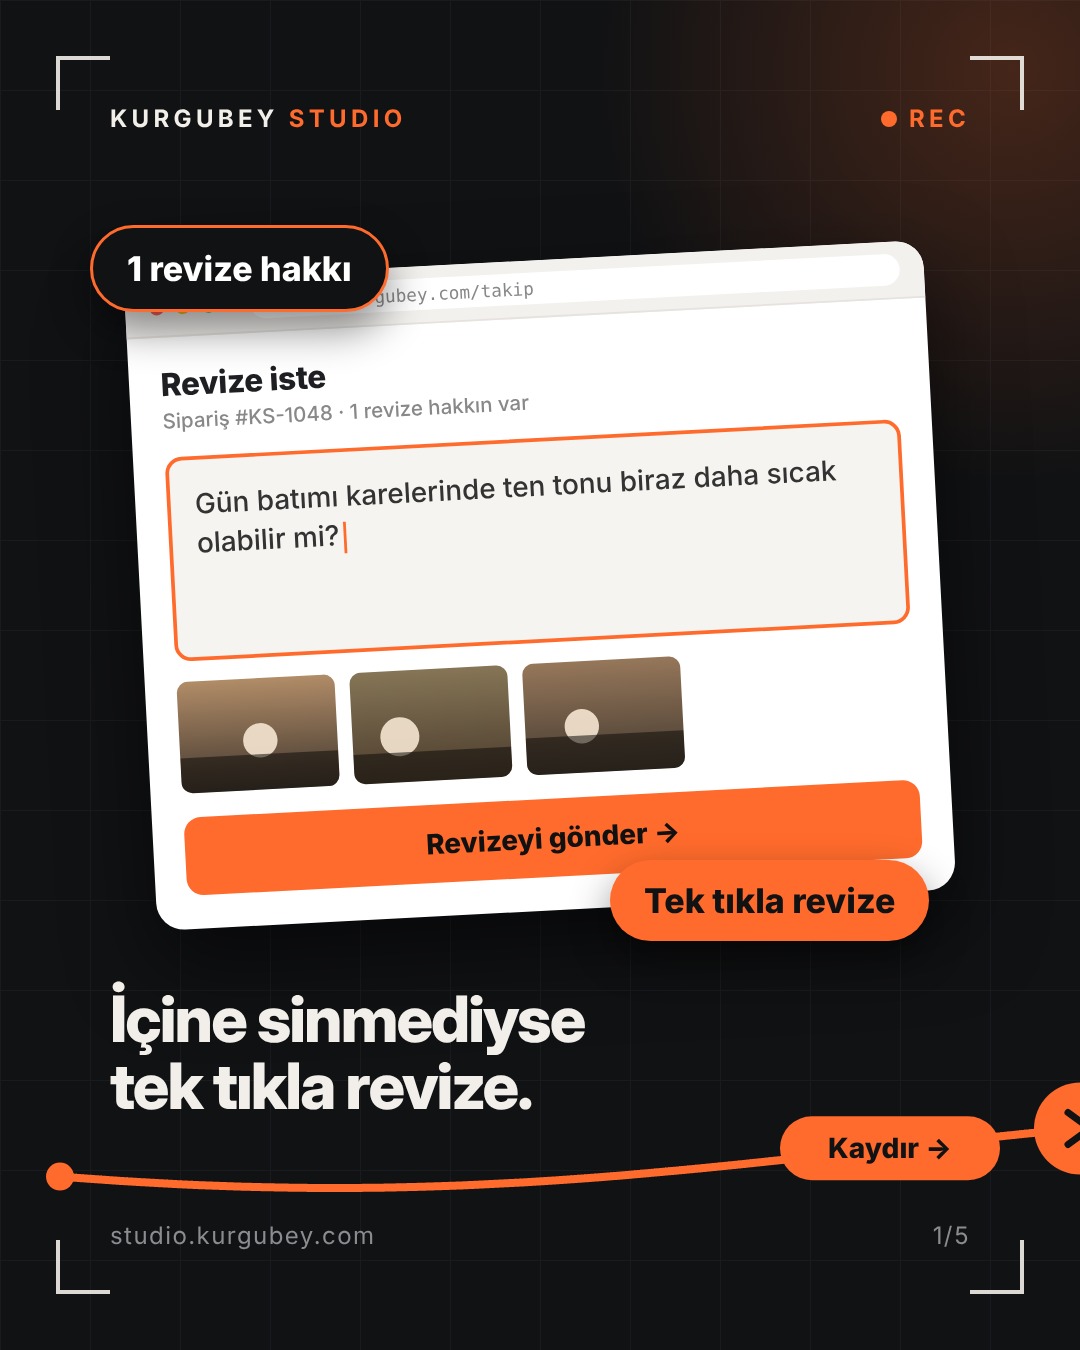 KURGUBEY STUDIO
REC
1 revize hakkı
gubey.com/takip
Revize iste
Sipariş #KS-1048 · 1 revize hakkın var
Gün batımı karelerinde ten tonu biraz daha sıcak
olabilir mi?
Revizeyi gönder →
Tek tıkla revize
İçine sinmediyse
tek tıkla revize.
Kaydır →
studio.kurgubey.com
1/5